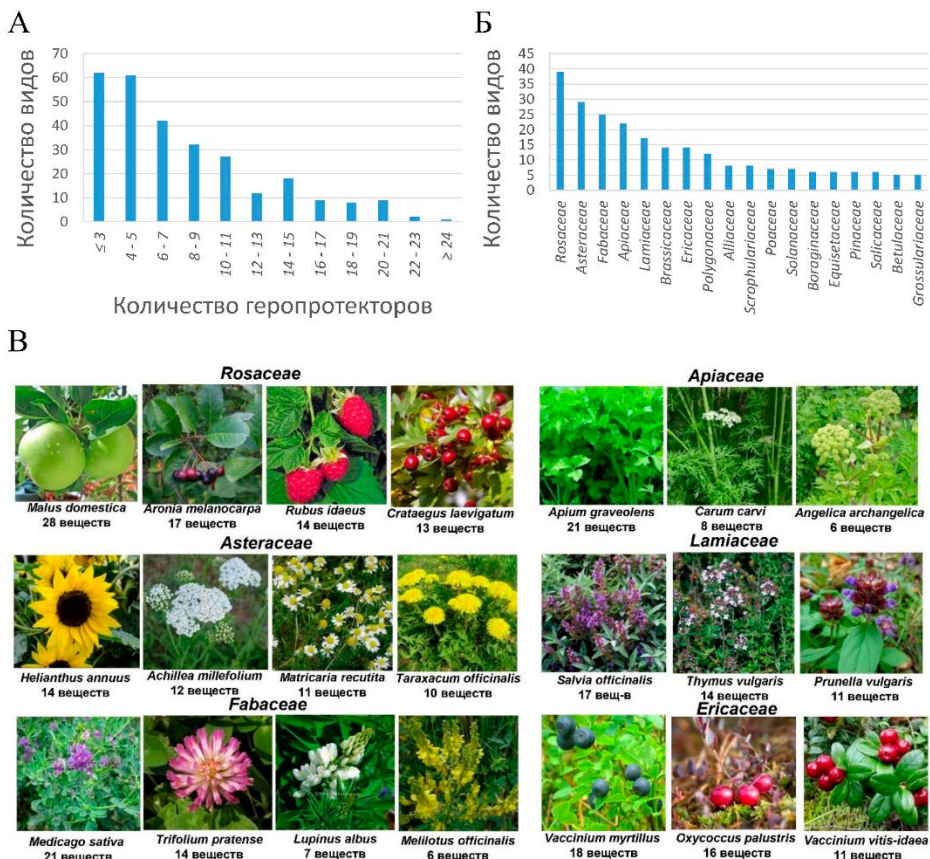 А
Количество видов
70
60
50
40
30
20
10
0
≤ 3
4 - 5
6 - 7
8 - 9
10 - 11
12 - 13
14 - 15
16 - 17
18 - 19
20 - 21
22 - 23
≥ 24
Количество геропротекторов
Б
Количество видов
45
40
35
30
25
20
15
10
5
0
Rosaceae
Asteraceae
Fabaceae
Apiaceae
Lamiaceae
Brassicaceae
Ericaceae
Polygonaceae
Alliaceae
Scrophulariaceae
Poaceae
Solanaceae
Boraginaceae
Equisetaceae
Pinaceae
Salicaceae
Betulaceae
Grossulariaceae
В
Rosaceae
Malus domestica
28 веществ
Aronia melanocarpa
17 веществ
Rubus idaeus
14 веществ
Crataegus laevigatum
13 веществ
Apiaceae
Apium graveolens
21 веществ
Carum carvi
8 веществ
Angelica archangelica
6 веществ
Asteraceae
Helianthus annuus
14 веществ
Achillea millefolium
12 веществ
Matricaria recutita
11 веществ
Taraxacum officinalis
10 веществ
Lamiaceae
Salvia officinalis
17 вещ-в
Thymus vulgaris
14 веществ
Prunella vulgaris
11 веществ
Fabaceae
Medicago sativa
21 веществ
Trifolium pratense
14 веществ
Lupinus albus
7 веществ
Melilotus officinalis
6 веществ
Ericaceae
Vaccinium myrtillus
18 веществ
Oxycoccus palustris
16 веществ
Vaccinium vitis-idaea
11 веществ